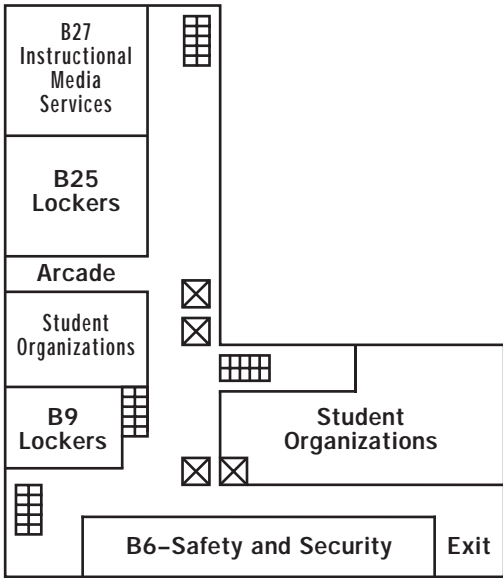 B27
Instructional
Media
Services
B25
Lockers
Arcade
Student
Organizations
B9
Lockers
Student
Organizations
B6–Safety and Security
Exit